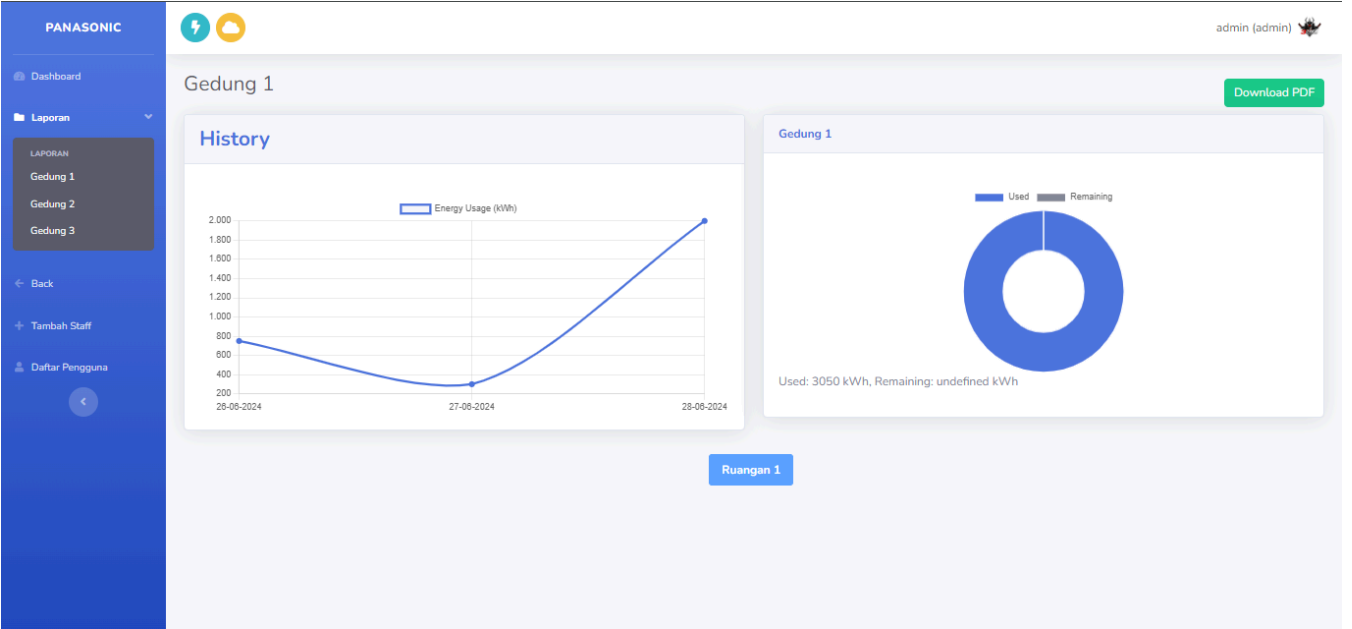 PANASONIC
Dashboard
Laporan
LAPORAN
Gedung 1
Gedung 2
Gedung 3
Back
Tambah Staff
Daftar Pengguna
admin (admin)
Gedung 1
Download PDF
History
Energy Usage (kWh)
2.000
1.800
1.600
1.400
1.200
1.000
800
600
400
200
26-06-2024
27-06-2024
28-06-2024
Gedung 1
Used
Remaining
Used: 3050 kWh, Remaining: undefined kWh
Ruangan 1